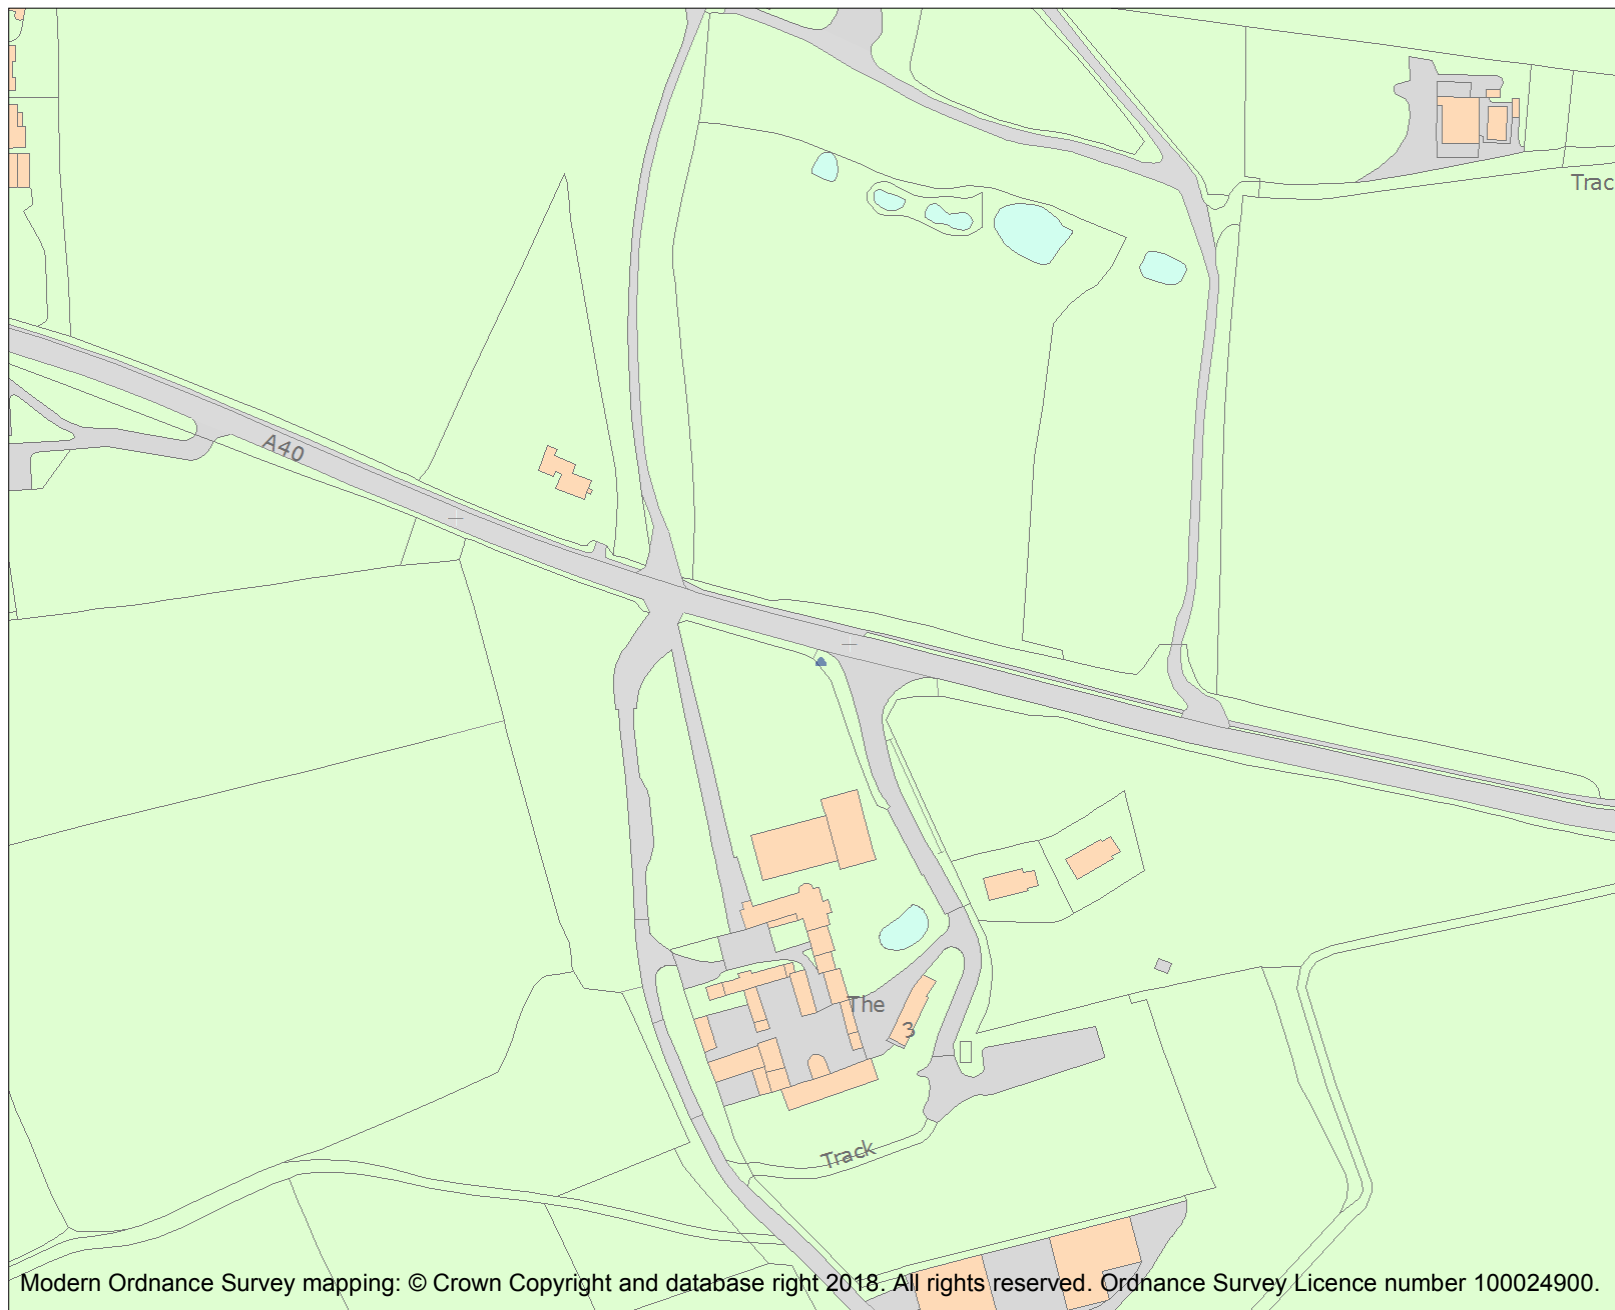 Trac
A40
The
3
Track
Modern Ordnance Survey mapping: © Crown Copyright and database right 2018. All rights reserved. Ordnance Survey Licence number 100024900.